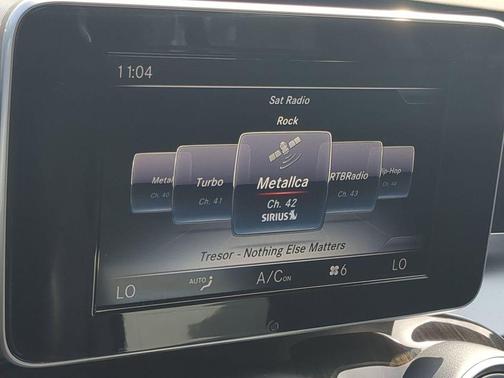 11:04
Sat Radio
Rock
Metal Turbo Metallca RTBRadio Hip-Hop
Ch. 40 Ch. 41 Ch. 42 Ch. 43 Ch. 44
SIRIUS
Tresor - Nothing Else Matters
LO AUTO A/C ON 6 LO